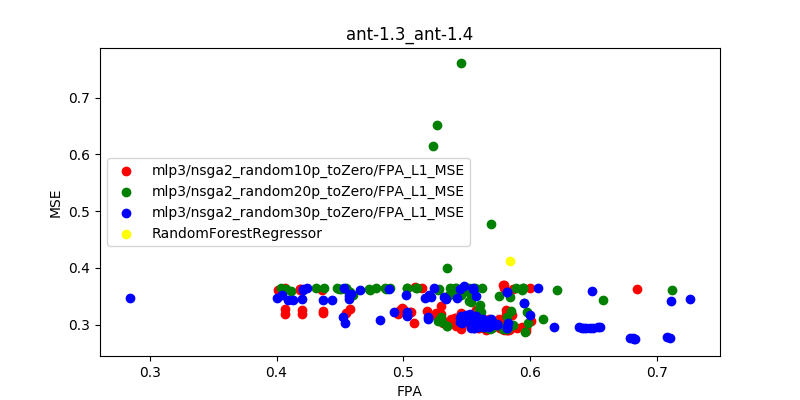 ant-1.3_ant-1.4
MSE
0.7
0.6
0.5
0.4
0.3
mlp3/nsga2_random10p_toZero/FPA_L1_MSE
mlp3/nsga2_random20p_toZero/FPA_L1_MSE
mlp3/nsga2_random30p_toZero/FPA_L1_MSE
RandomForestRegressor
0.3 0.4 0.5 0.6 0.7
FPA